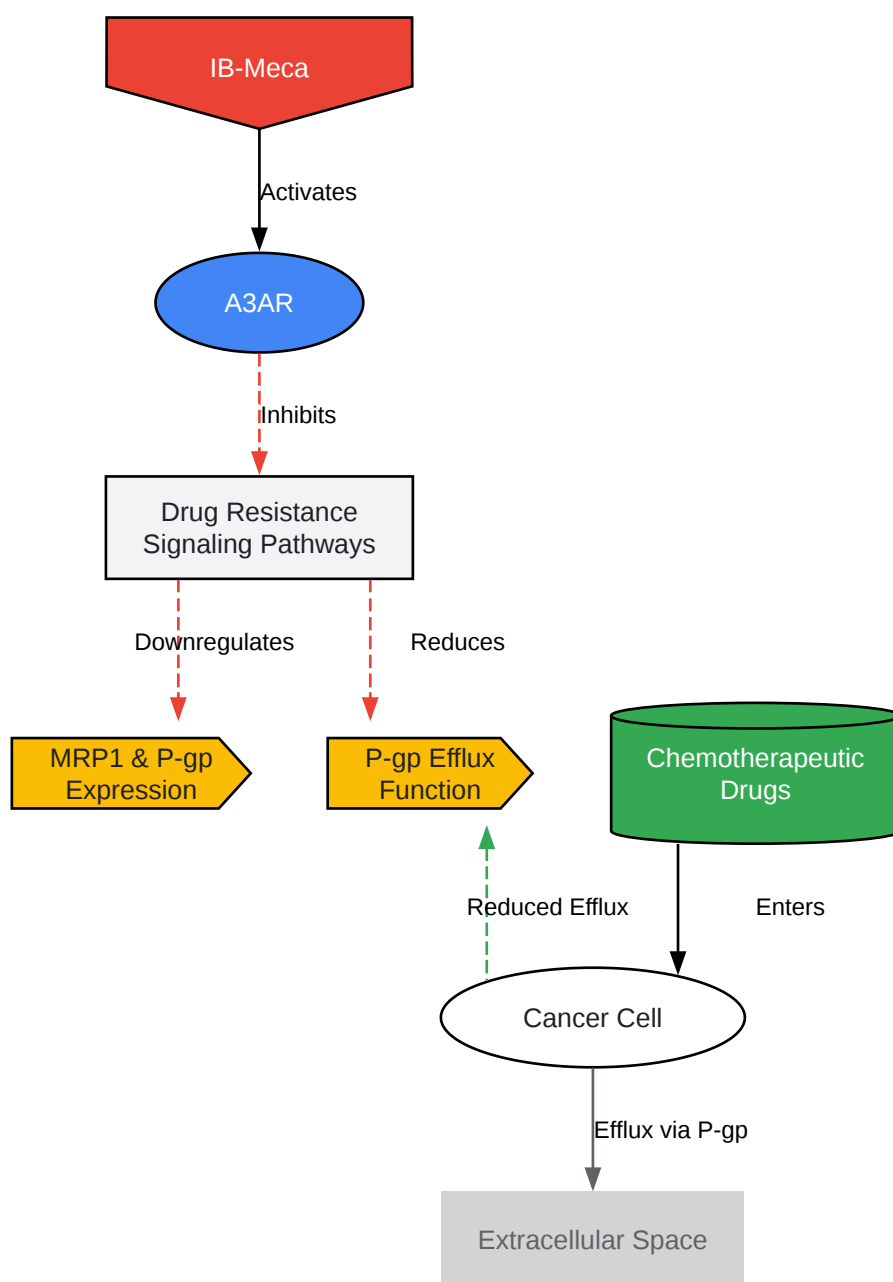 IB-Meca
Activates
A3AR
Inhibits
Drug Resistance
Signaling Pathways
Downregulates
Reduces
MRP1 & P-gp
Expression
P-gp Efflux
Function
Chemotherapeutic
Drugs
Reduced Efflux
Enters
Cancer Cell
Efflux via P-gp
Extracellular Space